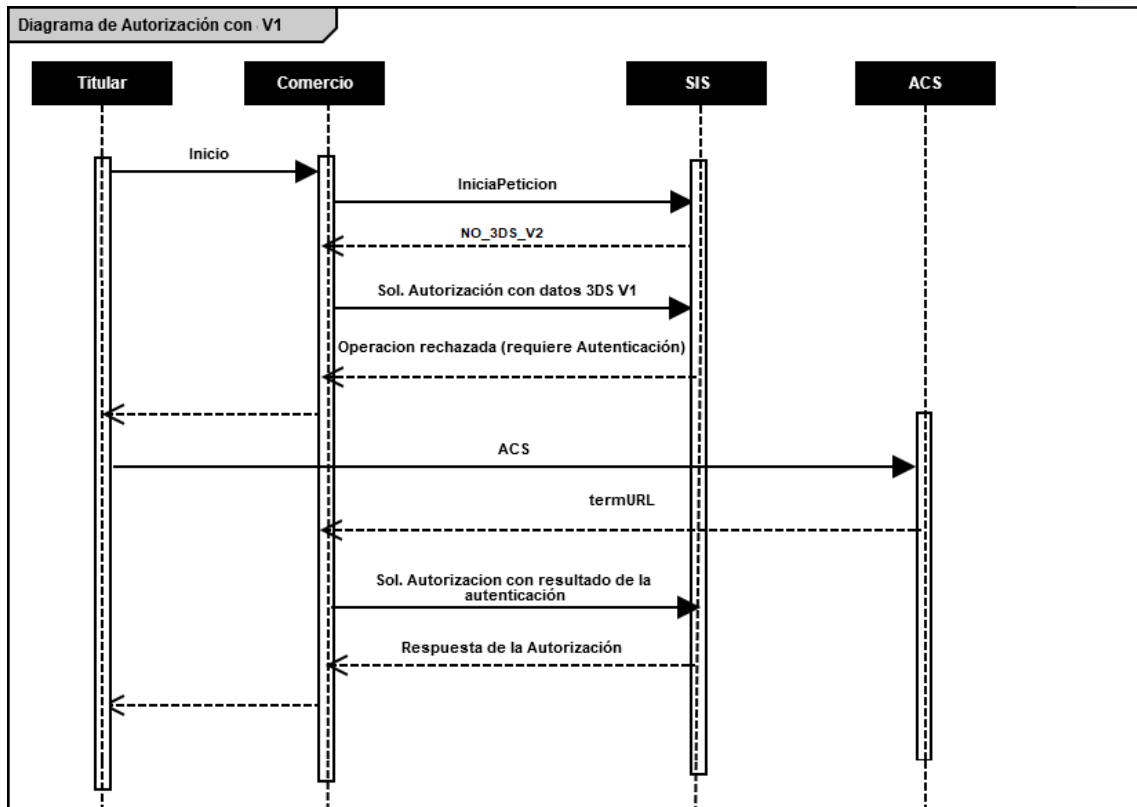 Diagrama de Autorización con V1
Titular
Comercio
SIS
ACS
Inicio
IniciaPeticion
NO_3DS_V2
Sol. Autorización con datos 3DS V1
Operacion rechazada (requiere Autenticación)
ACS
termURL
Sol. Autorizacion con resultado de la
autenticación
Respuesta de la Autorización